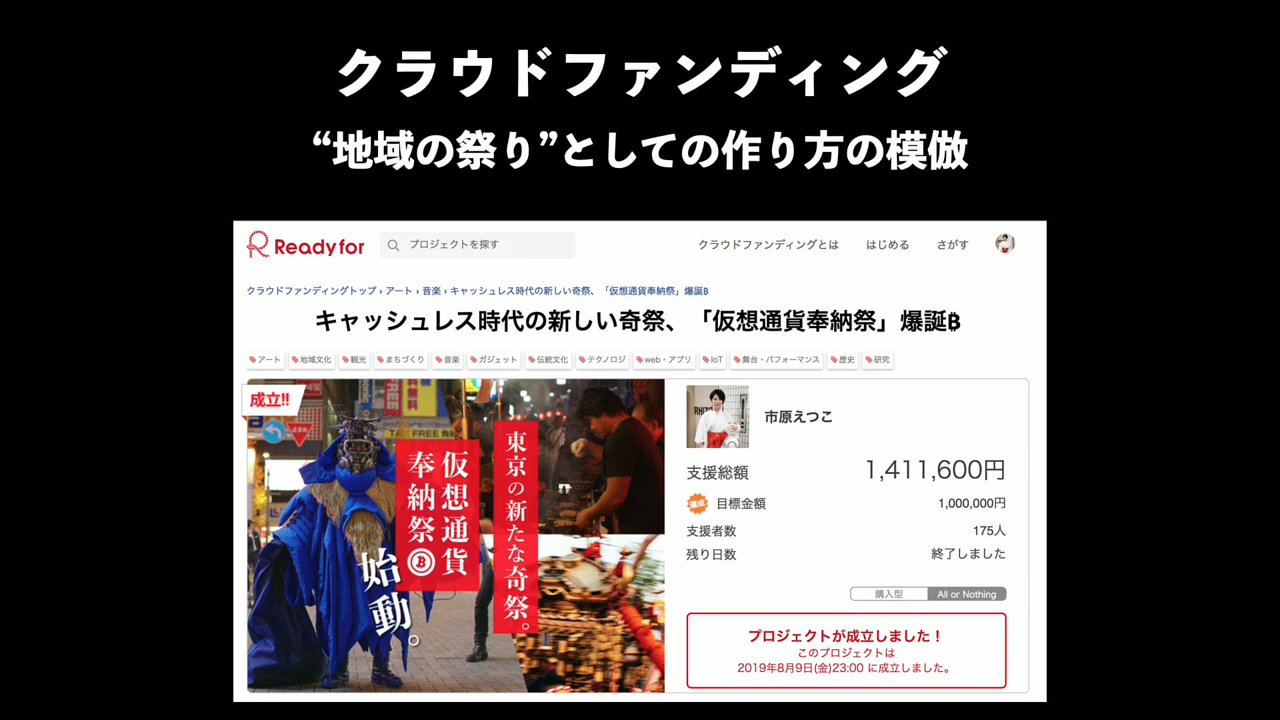 クラウドファンディング
“地域の祭り”としての作り方の模倣
Readyfor
プロジェクトを探す
クラウドファンディングとは
はじめる
さがす
クラウドファンディングトップ › アート › 音楽 › キャッシュレス時代の新しい奇祭、「仮想通貨奉納祭」爆誕฿
キャッシュレス時代の新しい奇祭、「仮想通貨奉納祭」爆誕฿
アート 地域文化 観光 まちづくり 音楽 ガジェット 伝統文化 テクノロジ web・アプリ IoT 舞台・パフォーマンス 歴史 研究
成立!!
東京の新たな奇祭。
仮想通貨
奉納祭
始動。
市原えつこ
支援総額 1,411,600円
達成 目標金額 1,000,000円
支援者数 175人
残り日数 終了しました
購入型 All or Nothing
プロジェクトが成立しました！
このプロジェクトは
2019年8月9日(金)23:00 に成立しました。